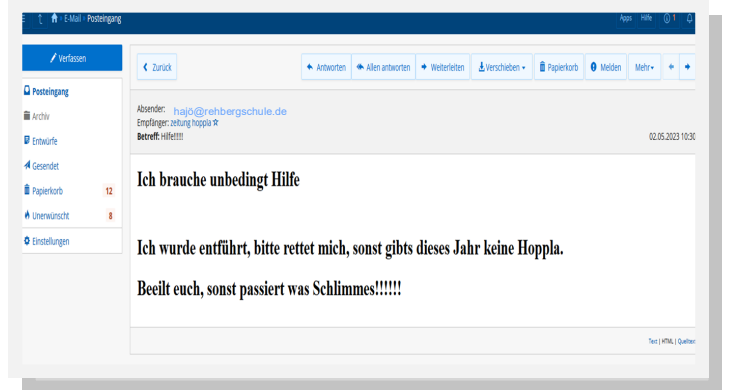 E-Mail › Posteingang
Apps Hilfe 1
Verfassen
Zurück
Antworten Allen antworten Weiterleiten Verschieben Papierkorb Melden Mehr
Posteingang
Archiv
Entwürfe
Gesendet
Papierkorb 12
Unerwünscht 8
Einstellungen
Absender: hajö@rehbergschule.de
Empfänger: zeitung hoppla
Betreff: Hilfe!!!!!
02.05.2023 10:30
Ich brauche unbedingt Hilfe
Ich wurde entführt, bitte rettet mich, sonst gibts dieses Jahr keine Hoppla.
Beeilt euch, sonst passiert was Schlimmes!!!!!!
Text | HTML |